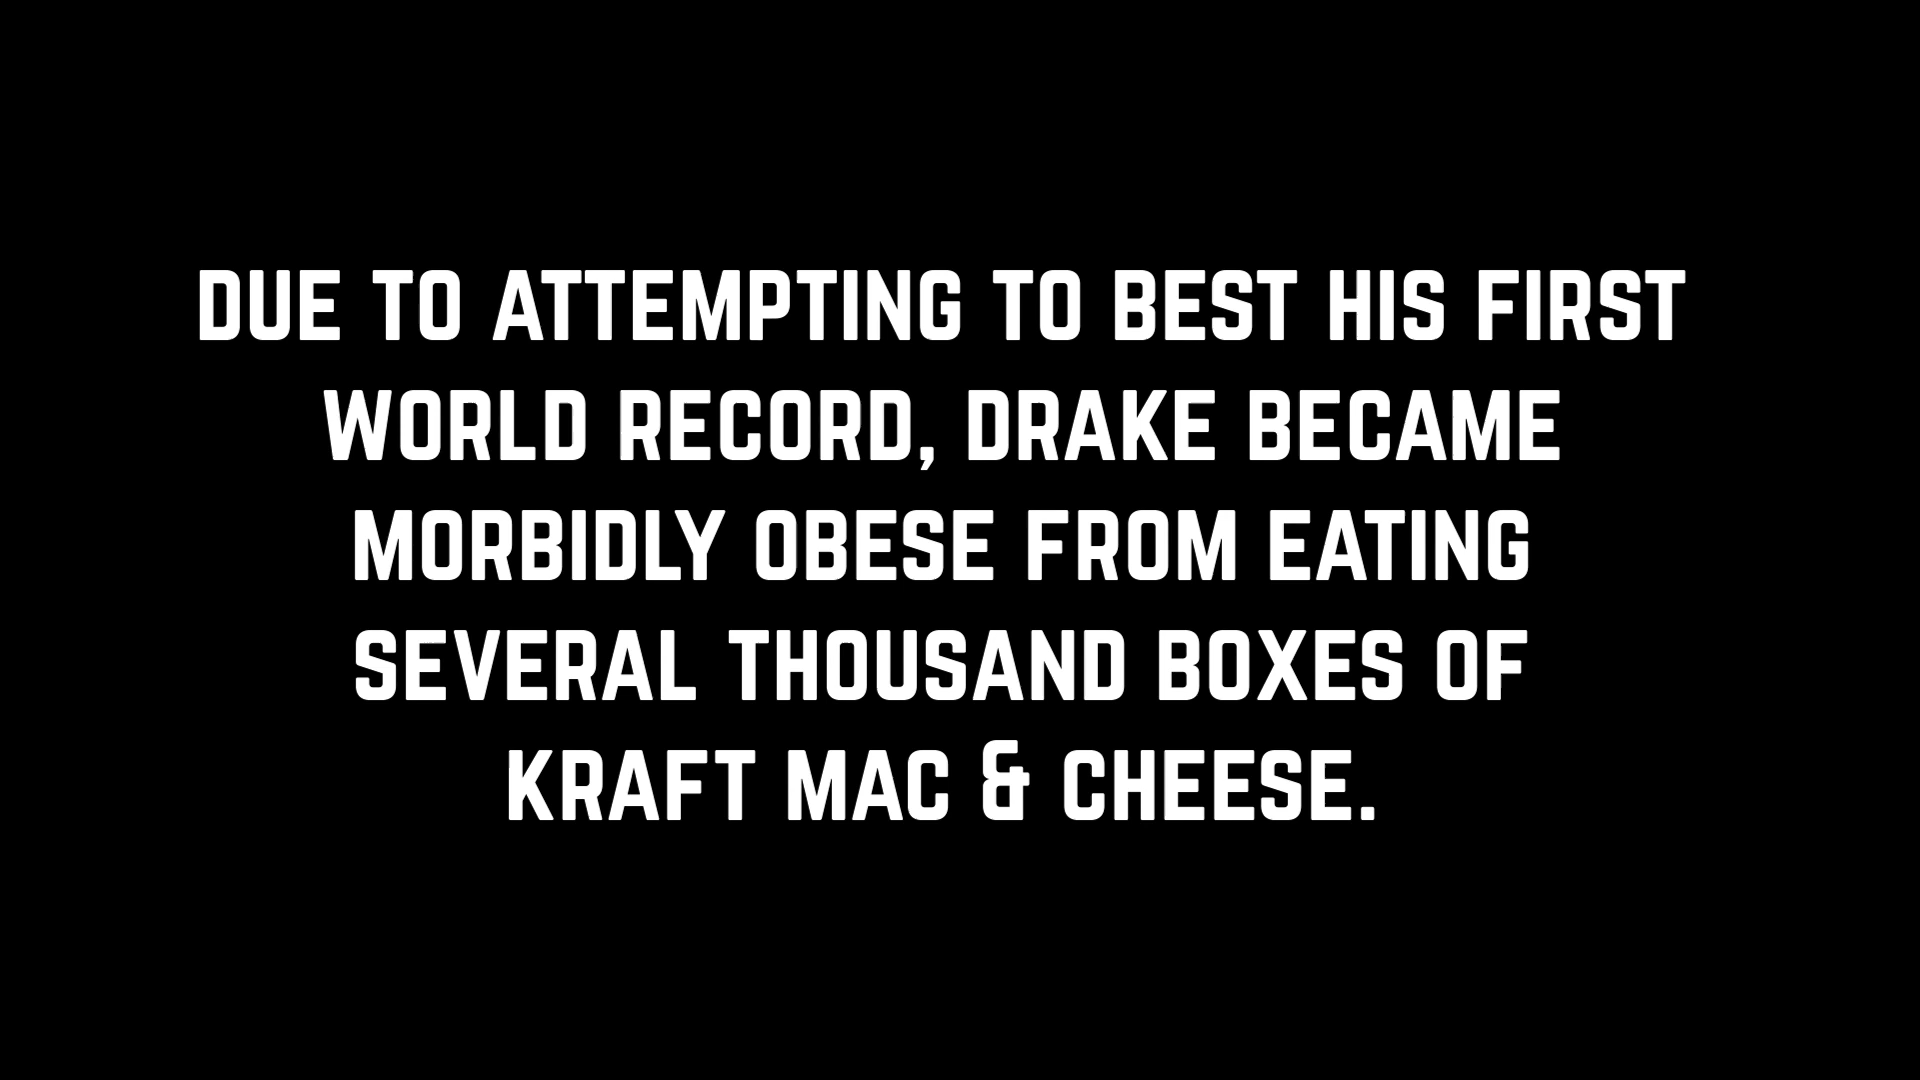 DUE TO ATTEMPTING TO BEST HIS FIRST
WORLD RECORD, DRAKE BECAME
MORBIDLY OBESE FROM EATING
SEVERAL THOUSAND BOXES OF
KRAFT MAC & CHEESE.